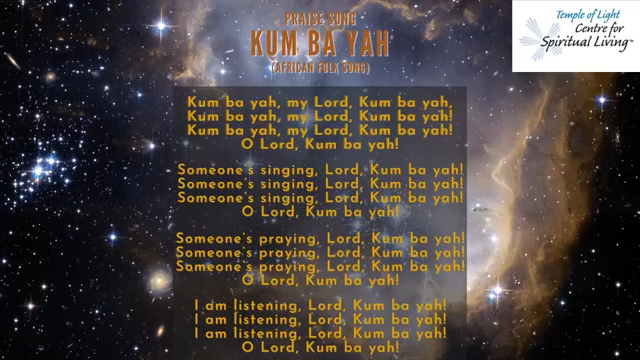 PRAISE SONG
KUM BA YAH
(AFRICAN FOLK SONG)
Temple of Light
Centre for
Spiritual Living™
Kum ba yah, my Lord, Kum ba yah,
Kum ba yah, my Lord, Kum ba yah!
Kum ba yah, my Lord, Kum ba yah!
O Lord, Kum ba yah!
Someone's singing, Lord, Kum ba yah!
Someone's singing, Lord, Kum ba yah!
Someone's singing, Lord, Kum ba yah!
O Lord, Kum ba yah!
Someone's praying, Lord, Kum ba yah!
Someone's praying, Lord, Kum ba yah!
Someone's praying, Lord, Kum ba yah!
O Lord, Kum ba yah!
I am listening, Lord, Kum ba yah!
I am listening, Lord, Kum ba yah!
I am listening, Lord, Kum ba yah!
O Lord, Kum ba yah!